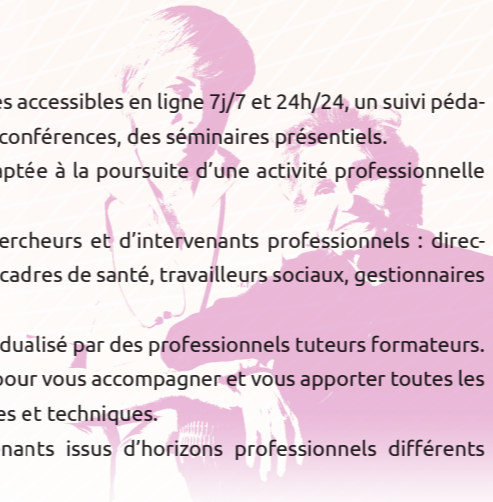 es accessibles en ligne 7j/7 et 24h/24, un suivi péda-
conférences, des séminaires présentiels.
aptée à la poursuite d’une activité professionnelle
ercheurs et d’intervenants professionnels : direc-
cadres de santé, travailleurs sociaux, gestionnaires
dualisé par des professionnels tuteurs formateurs.
pour vous accompagner et vous apporter toutes les
es et techniques.
nants issus d’horizons professionnels différents